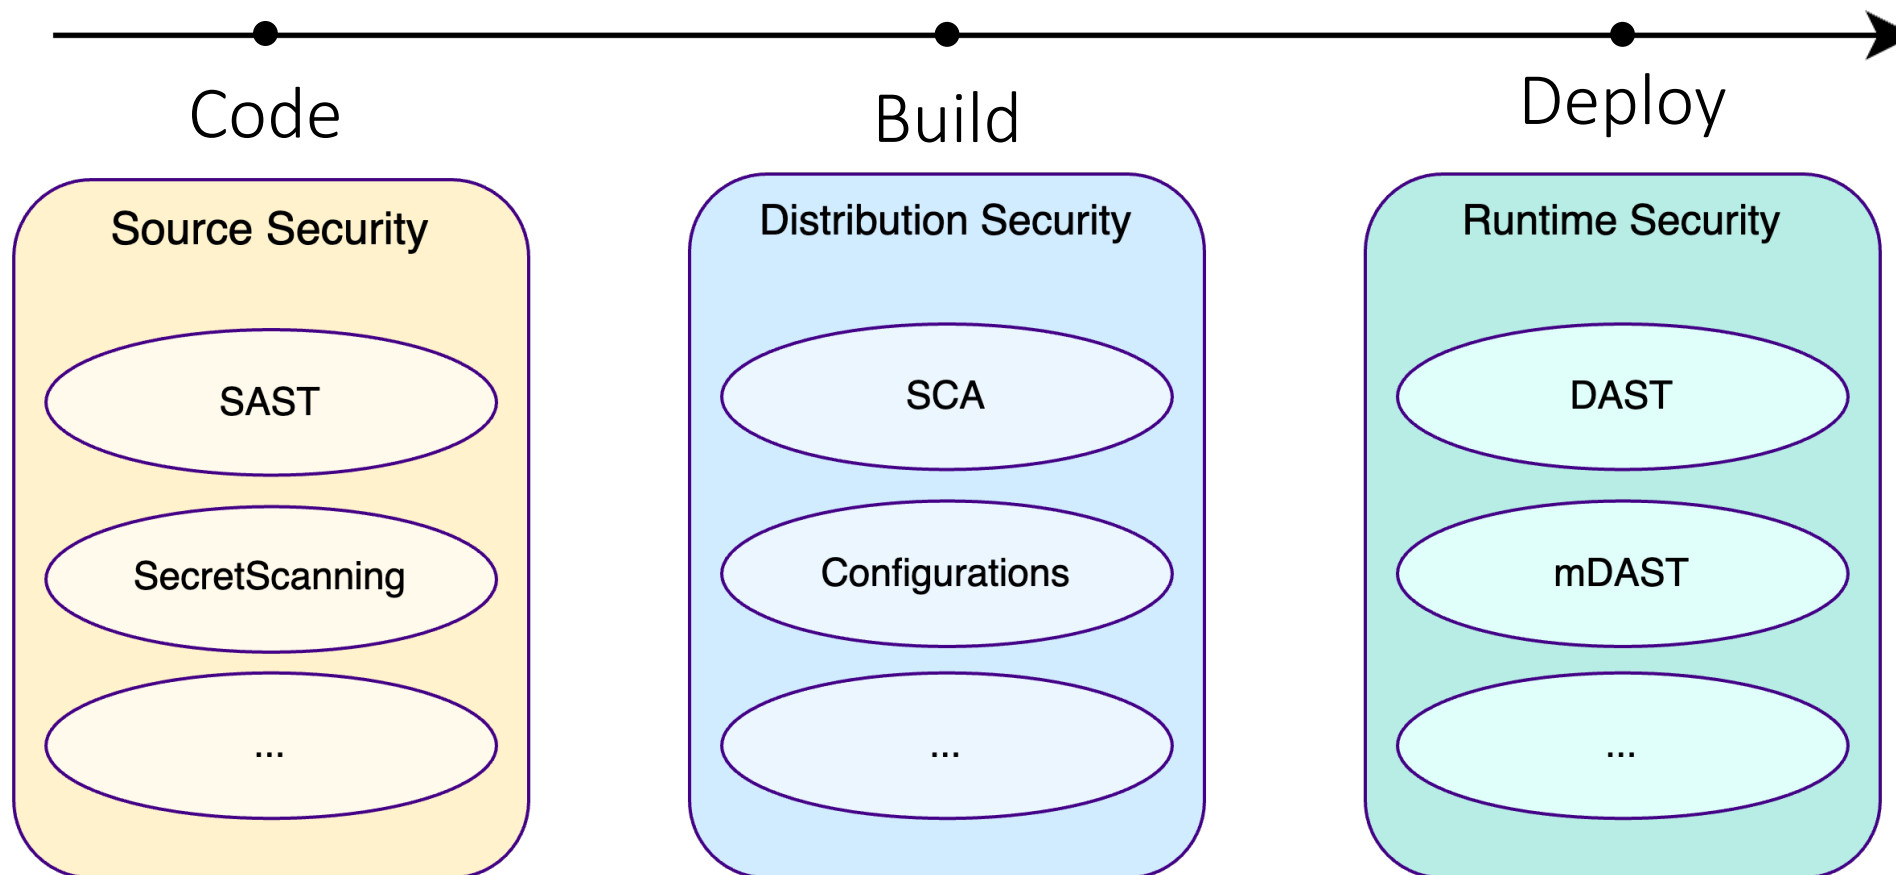 Code
Build
Deploy
Source Security
SAST
SecretScanning
...
Distribution Security
SCA
Configurations
...
Runtime Security
DAST
mDAST
...